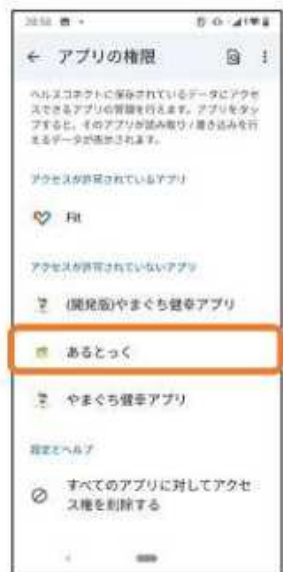 アプリの権限
ヘルスコネクトに保存されているデータにアクセ
スできるアプリの管理を行えます。アプリをタッ
プすると、そのアプリが読み取り / 書き込みを行
えるデータが表示されます。
アクセスが許可されているアプリ
Fit
アクセスが許可されていないアプリ
(開発版)やまぐち健幸アプリ
あるとっく
やまぐち健幸アプリ
設定とヘルプ
すべてのアプリに対してアクセ
ス権を削除する